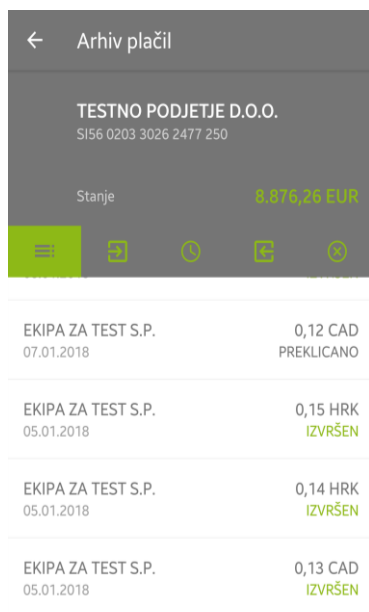 Arhiv plačil
TESTNO PODJETJE D.O.O.
SI56 0203 3026 2477 250
Stanje 8.876,26 EUR
EKIPA ZA TEST S.P. 0,12 CAD
07.01.2018 PREKLICANO
EKIPA ZA TEST S.P. 0,15 HRK
05.01.2018 IZVRŠEN
EKIPA ZA TEST S.P. 0,14 HRK
05.01.2018 IZVRŠEN
EKIPA ZA TEST S.P. 0,13 CAD
05.01.2018 IZVRŠEN